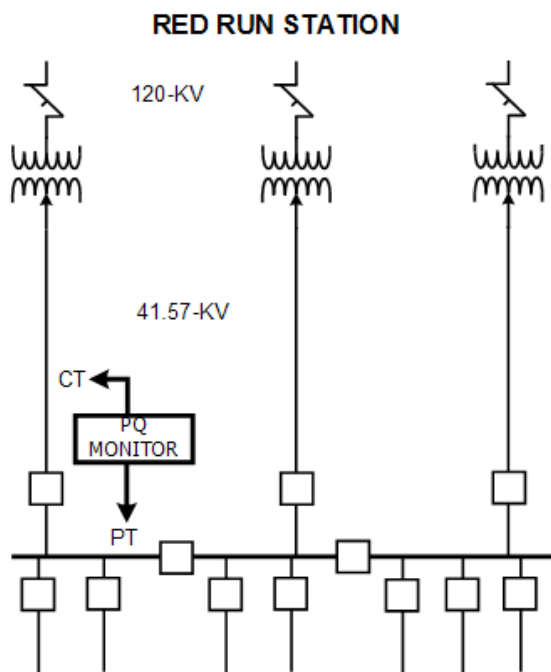 RED RUN STATION
120-KV
41.57-KV
CT
PQ
MONITOR
PT